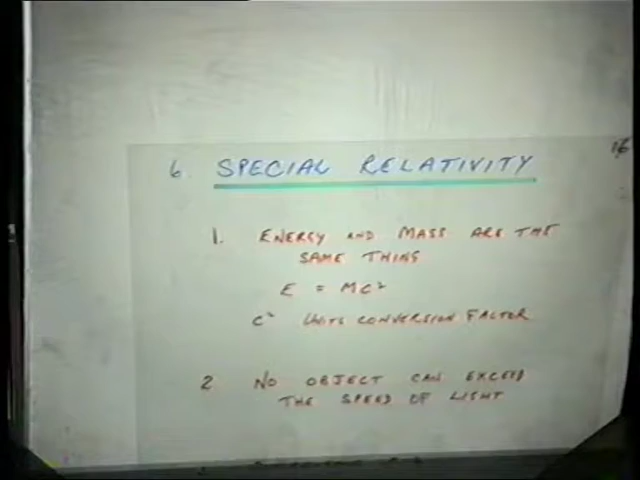 16
6. SPECIAL RELATIVITY
1. ENERGY AND MASS ARE THE
SAME THING
E = MC²
C² UNITS CONVERSION FACTOR
2 NO OBJECT CAN EXCEED
THE SPEED OF LIGHT